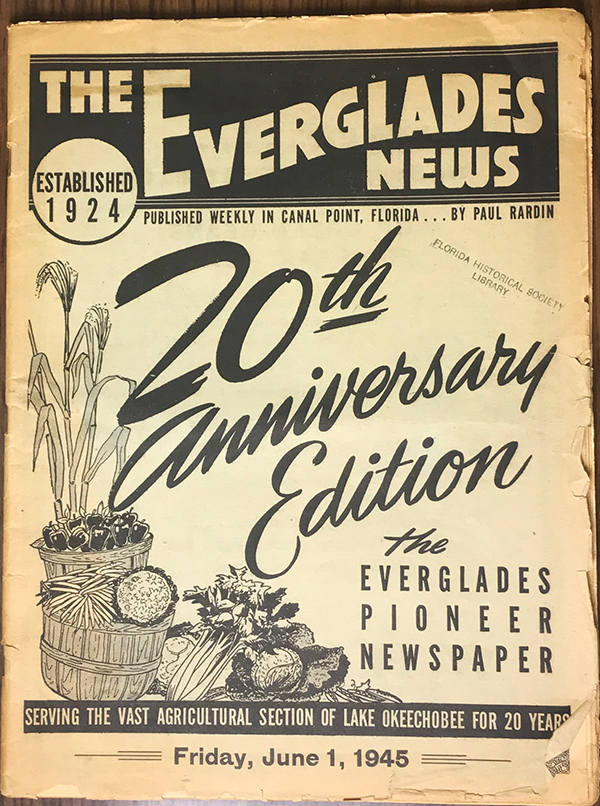 THE EVERGLADES
NEWS
ESTABLISHED
1924
PUBLISHED WEEKLY IN CANAL POINT, FLORIDA ... BY PAUL RARDIN
FLORIDA HISTORICAL SOCIETY
LIBRARY
20th
Anniversary
Edition
the
EVERGLADES
PIONEER
NEWSPAPER
SERVING THE VAST AGRICULTURAL SECTION OF LAKE OKEECHOBEE FOR 20 YEARS
Friday, June 1, 1945